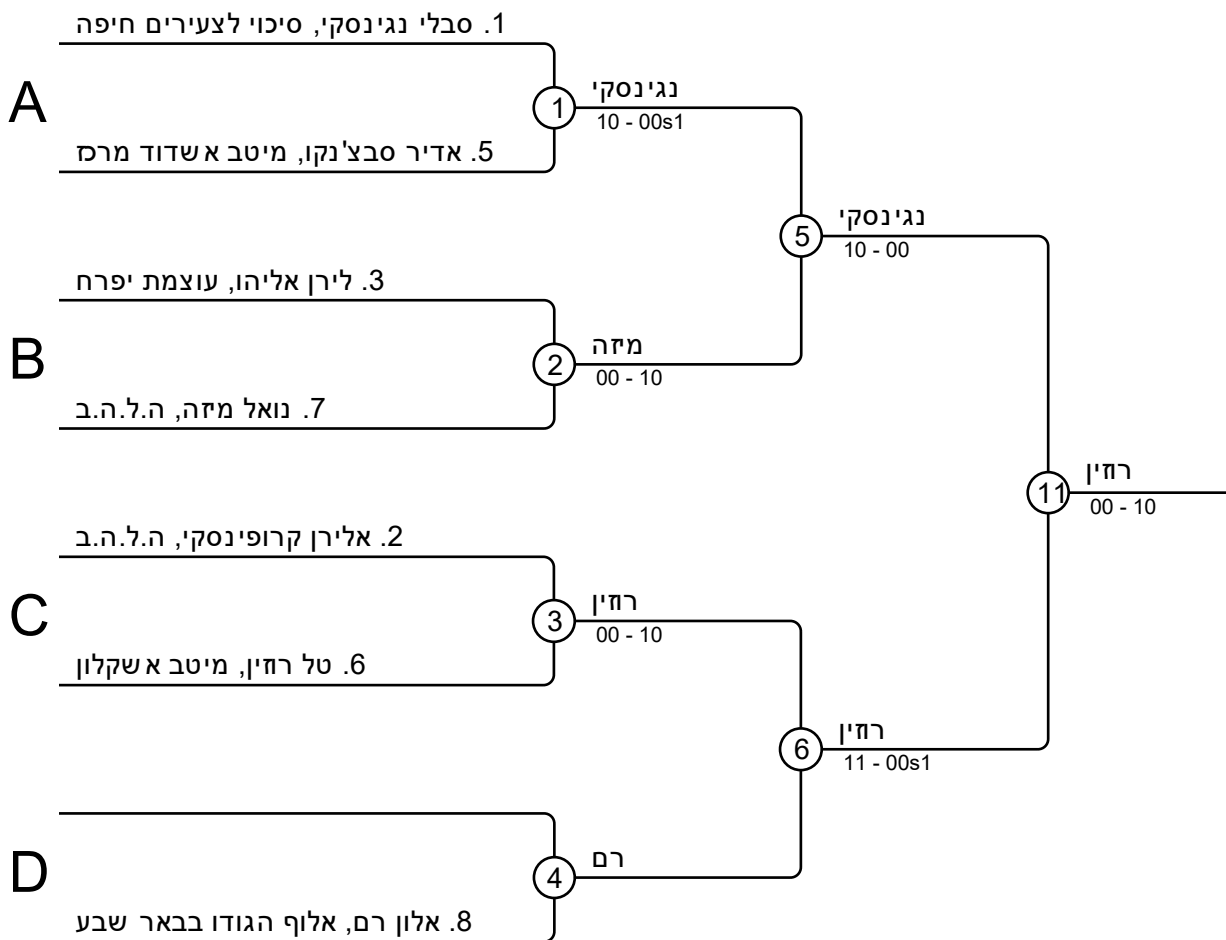 1. סבלי נגינסקי, סיכוי לצעירים חיפה
A
1
נגינסקי
10 - 00s1
5. אדיר סבצ'נקו, מיטב אשדוד מרכז
5
נגינסקי
10 - 00
3. לירן אליהו, עוצמת יפרח
B
2
מיזה
00 - 10
7. נואל מיזה, ה.ל.ה.ב
11
רוזין
00 - 10
2. אלירן קרופינסקי, ה.ל.ה.ב
C
3
רוזין
00 - 10
6. טל רוזין, מיטב אשקלון
6
רוזין
11 - 00s1
D
4
רם
8. אלון רם, אלוף הגודו בבאר שבע